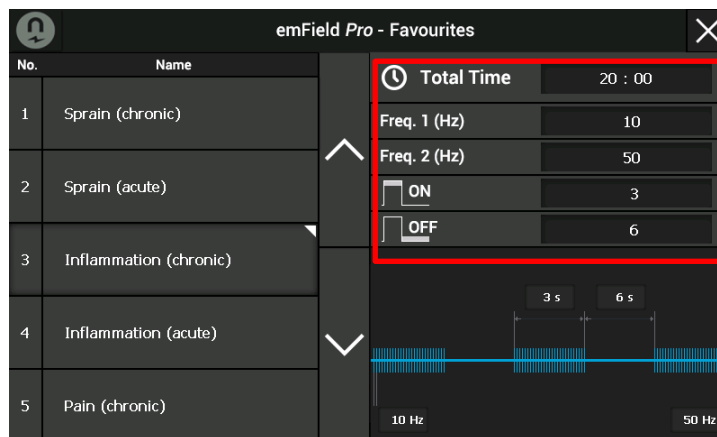 emField Pro - Favourites
No. Name
1 Sprain (chronic)
2 Sprain (acute)
3 Inflammation (chronic)
4 Inflammation (acute)
5 Pain (chronic)
Total Time 20 : 00
Freq. 1 (Hz) 10
Freq. 2 (Hz) 50
ON 3
OFF 6
3 s 6 s
10 Hz 50 Hz